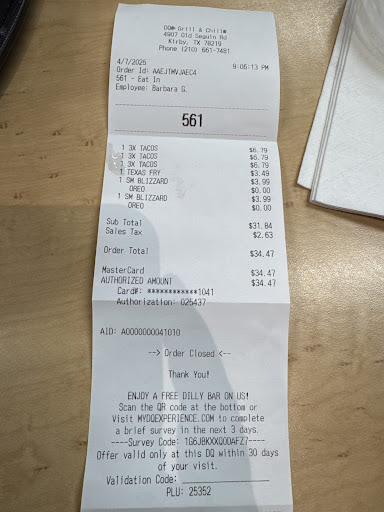 DQ® Grill & Chill®
4907 Old Seguin Rd
Kirby, TX 78219
Phone (210) 661-7481
4/7/2025 9:06:13 PM
Order Id: AAEJTMVJAEC4
561 - Eat In
Employee: Barbara G.
561
1 3X TACOS $6.79
1 3X TACOS $6.79
1 3X TACOS $6.79
1 TEXAS FRY $3.49
1 SM BLIZZARD $3.99
OREO $0.00
1 SM BLIZZARD $3.99
OREO $0.00
Sub Total $31.84
Sales Tax $2.63
Order Total $34.47
MasterCard $34.47
AUTHORIZED AMOUNT $34.47
Card#: ************1041
Authorization: 025437
AID: A0000000041010
--> Order Closed <--
Thank You!
ENJOY A FREE DILLY BAR ON US!
Scan the QR code at the bottom or
Visit MYDQEXPERIENCE.COM to complete
a brief survey in the next 3 days.
----Survey Code: 1G6JBKXXQODAFZ7----
Offer valid only at this DQ within 30 days
of your visit.
Validation Code: ________________
PLU: 25352